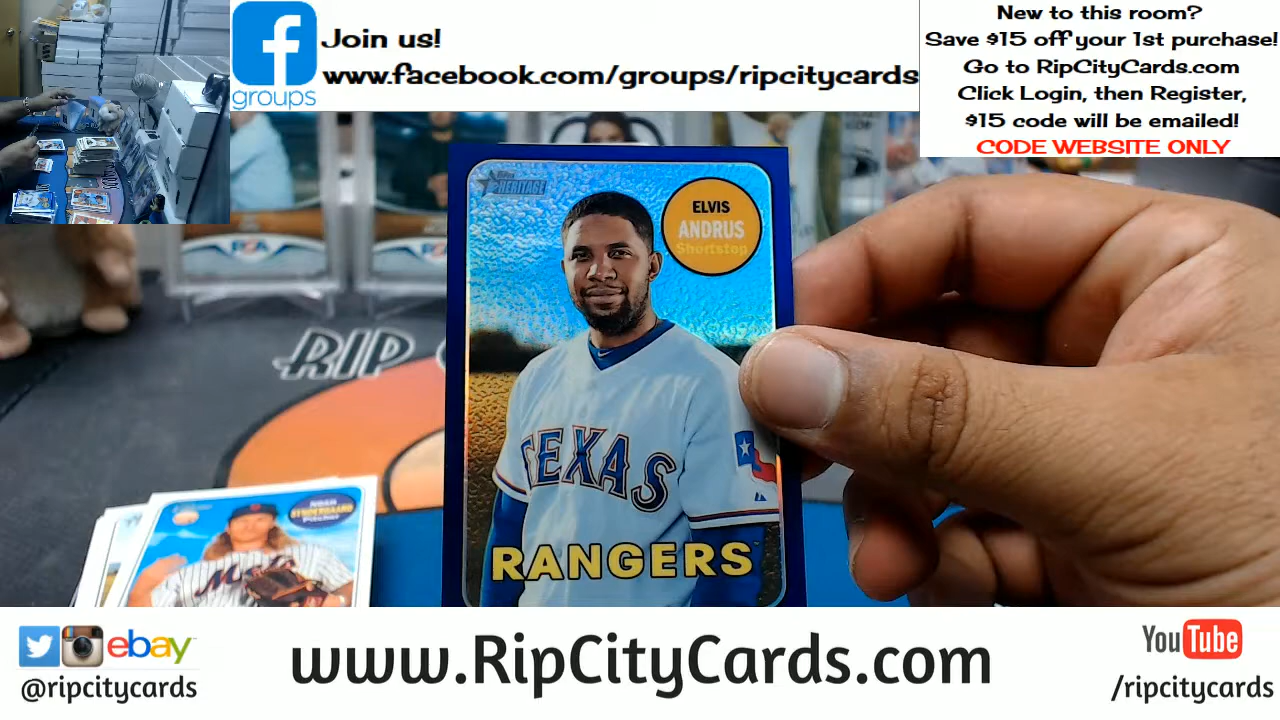 f
groups
Join us!
www.facebook.com/groups/ripcitycards
New to this room?
Save $15 off your 1st purchase!
Go to RipCityCards.com
Click Login, then Register,
$15 code will be emailed!
CODE WEBSITE ONLY
Topps
HERITAGE
ELVIS
ANDRUS
Shortstop
TEXAS
RANGERS
RIP
NOAH
SYNDERGAARD
Pitcher
Mets
ebay
@ripcitycards
www.RipCityCards.com
YouTube
/ripcitycards